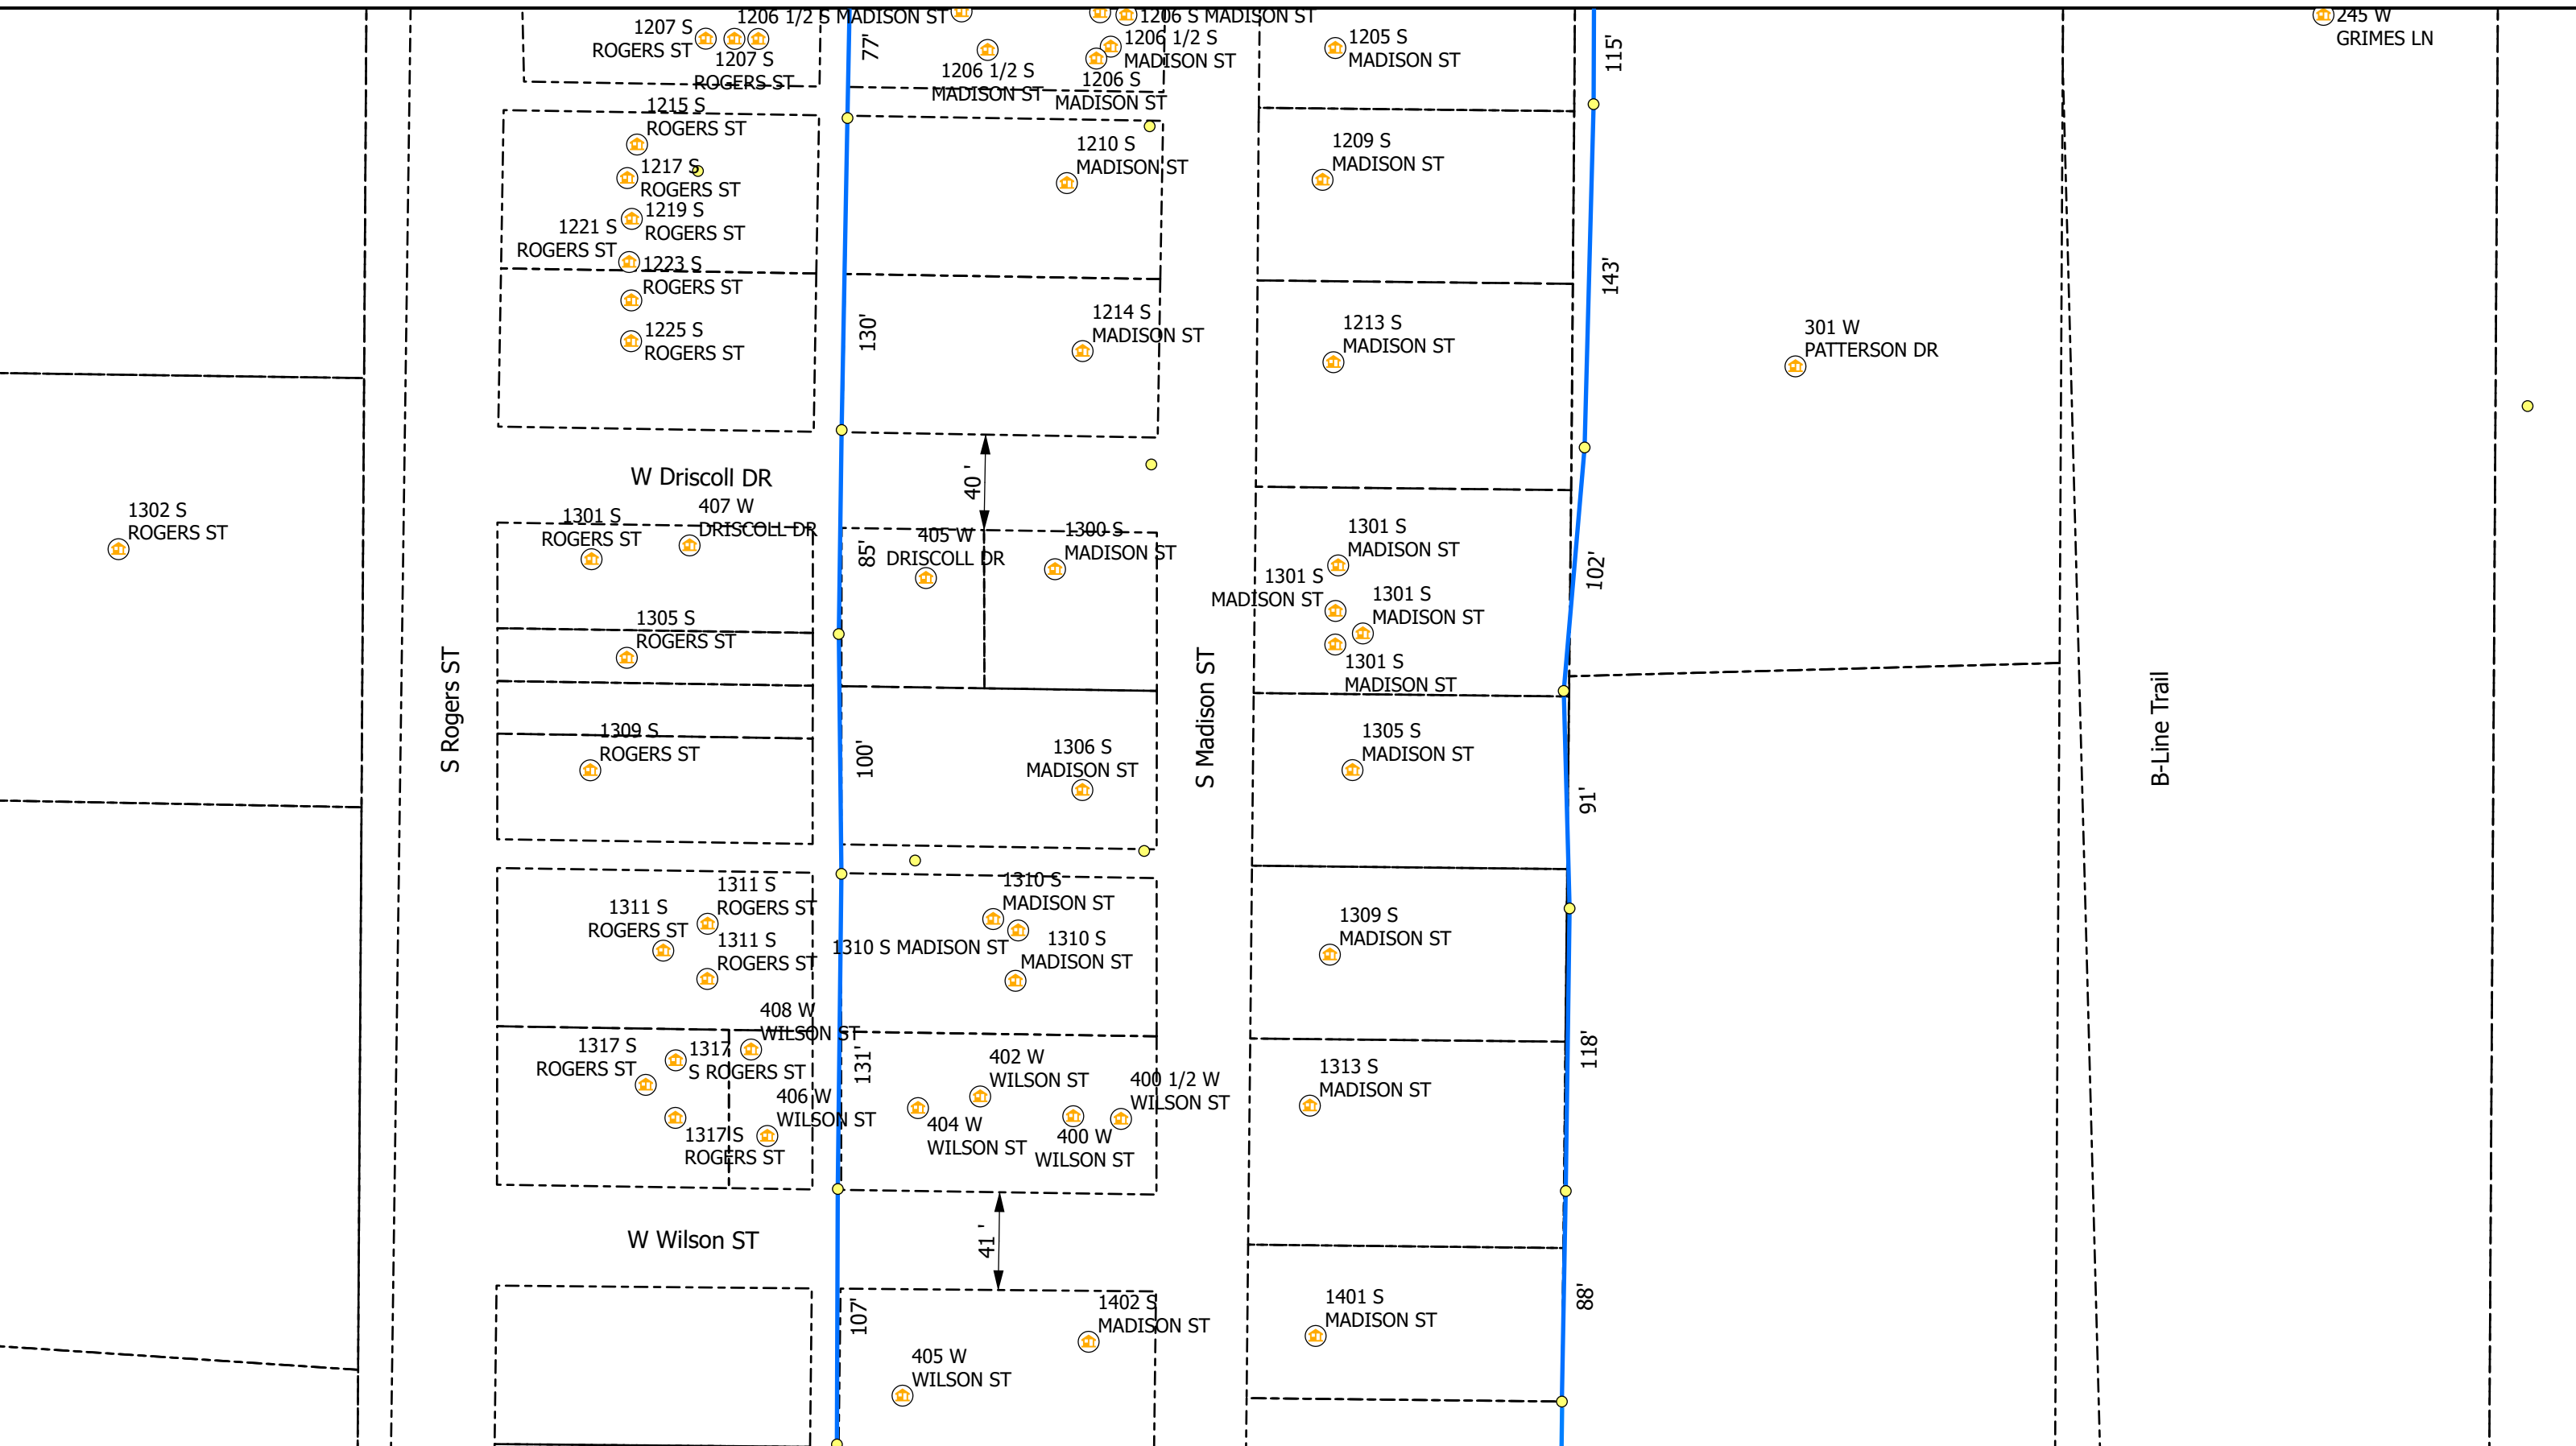 1206 1/2 S MADISON ST
1206 S MADISON ST
245 W
GRIMES LN
1207 S
ROGERS ST
1207 S
ROGERS ST
77'
1206 1/2 S
MADISON ST
1206 1/2 S
MADISON ST
1206 S
MADISON ST
1205 S
MADISON ST
115'
1215 S
ROGERS ST
1217 S
ROGERS ST
1219 S
ROGERS ST
1221 S
ROGERS ST
1223 S
ROGERS ST
1225 S
ROGERS ST
1210 S
MADISON ST
1209 S
MADISON ST
143'
130'
1214 S
MADISON ST
1213 S
MADISON ST
301 W
PATTERSON DR
W Driscoll DR
40 '
1302 S
ROGERS ST
1301 S
ROGERS ST
407 W
DRISCOLL DR
85'
405 W
DRISCOLL DR
1300 S
MADISON ST
1301 S
MADISON ST
1301 S
MADISON ST
1301 S
MADISON ST
1301 S
MADISON ST
102'
1305 S
ROGERS ST
S Rogers ST
S Madison ST
B-Line Trail
1309 S
ROGERS ST
100'
1306 S
MADISON ST
1305 S
MADISON ST
91'
1311 S
ROGERS ST
1311 S
ROGERS ST
1311 S
ROGERS ST
1310 S
MADISON ST
1310 S MADISON ST
1310 S
MADISON ST
1309 S
MADISON ST
408 W
WILSON ST
1317 S
ROGERS ST
1317
S ROGERS ST
406 W
WILSON ST
1317 S
ROGERS ST
131'
402 W
WILSON ST
404 W
WILSON ST
400 1/2 W
WILSON ST
400 W
WILSON ST
1313 S
MADISON ST
118'
W Wilson ST
41 '
107'
1402 S
MADISON ST
1401 S
MADISON ST
88'
405 W
WILSON ST